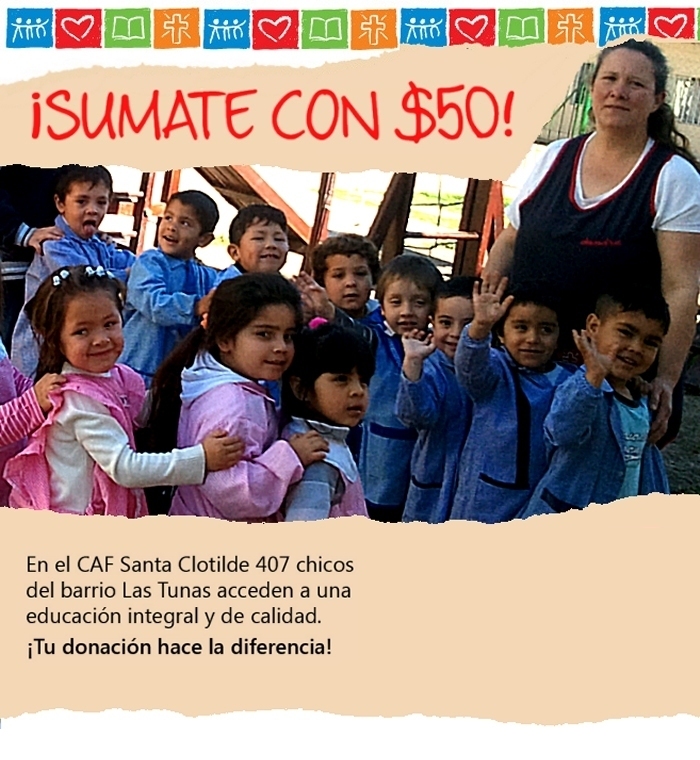 ¡SUMATE CON $50!
En el CAF Santa Clotilde 407 chicos
del barrio Las Tunas acceden a una
educación integral y de calidad.
¡Tu donación hace la diferencia!